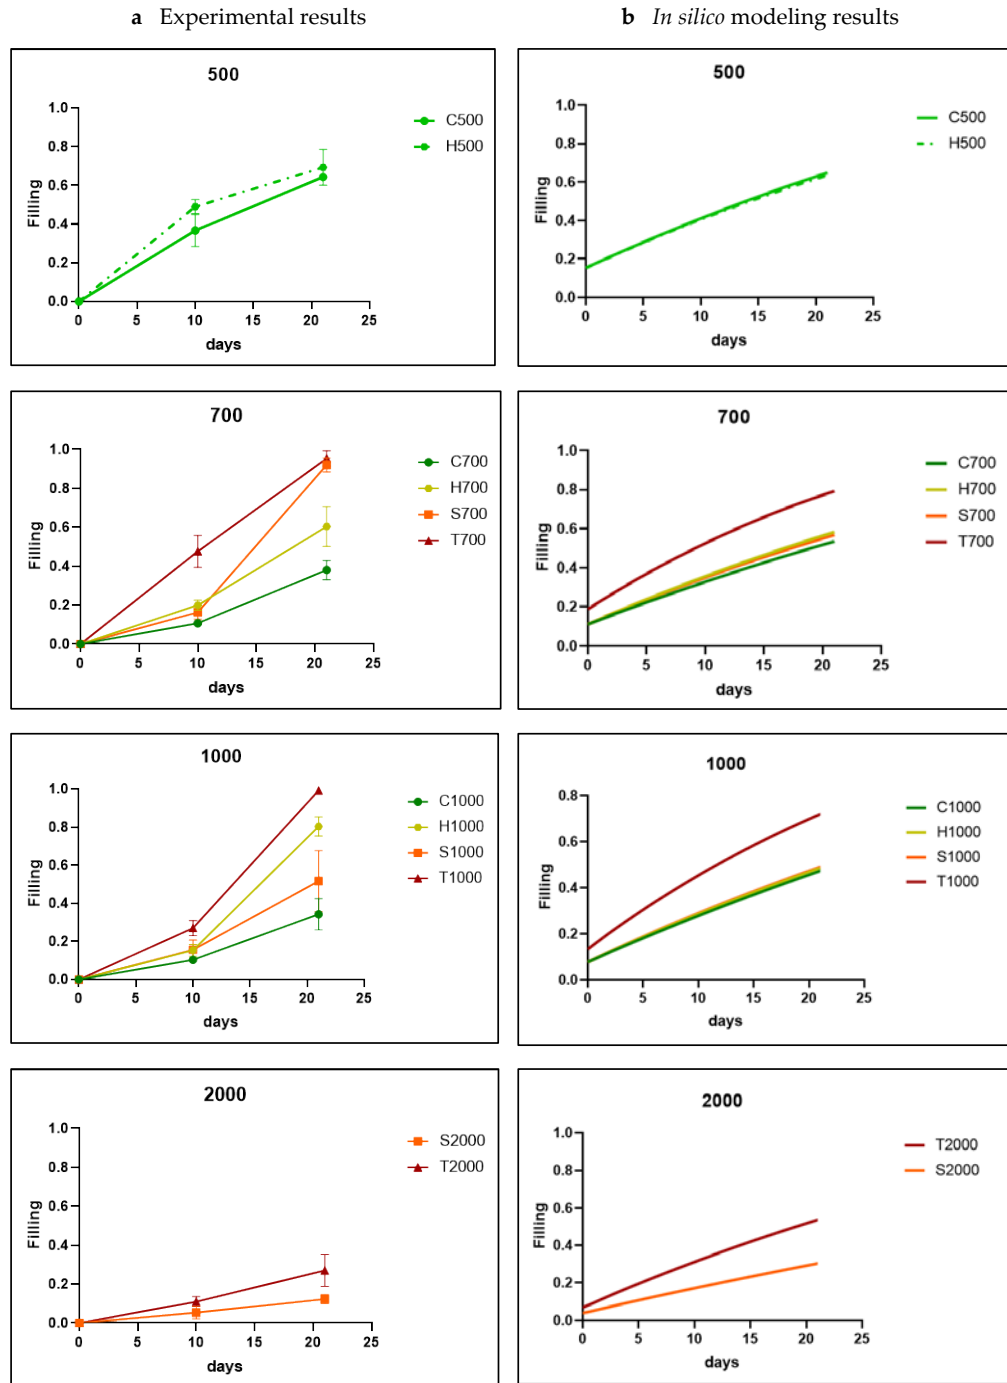 a Experimental results
b In silico modeling results
500
1.0
0.8
0.6
0.4
0.2
0.0
Filling
0 5 10 15 20 25
days
C500
H500
500
1.0
0.8
0.6
0.4
0.2
0.0
Filling
0 5 10 15 20 25
days
C500
H500
700
1.0
0.8
0.6
0.4
0.2
0.0
Filling
0 5 10 15 20 25
days
C700
H700
S700
T700
700
1.0
0.8
0.6
0.4
0.2
0.0
Filling
0 5 10 15 20 25
days
C700
H700
S700
T700
1000
1.0
0.8
0.6
0.4
0.2
0.0
Filling
0 5 10 15 20 25
days
C1000
H1000
S1000
T1000
1000
0.8
0.6
0.4
0.2
0.0
Filling
0 5 10 15 20 25
days
C1000
H1000
S1000
T1000
2000
1.0
0.8
0.6
0.4
0.2
0.0
Filling
0 5 10 15 20 25
days
S2000
T2000
2000
1.0
0.8
0.6
0.4
0.2
0.0
Filling
0 5 10 15 20 25
days
T2000
S2000